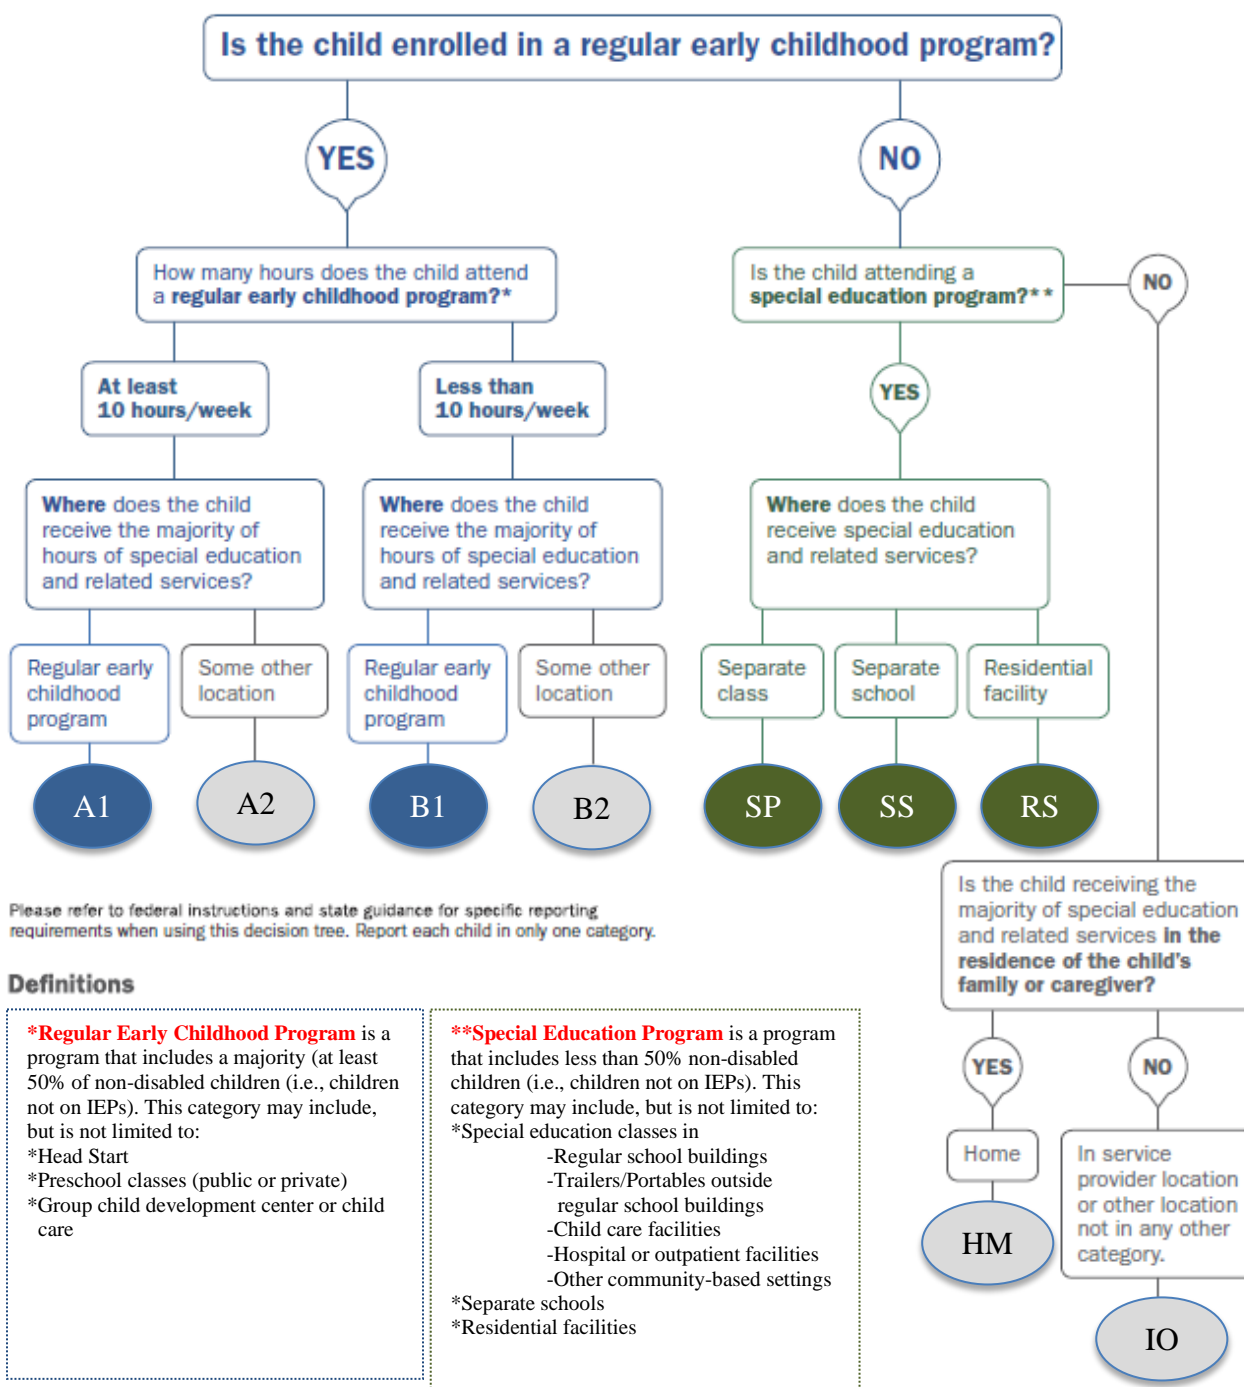 Is the child enrolled in a regular early childhood program?
YES
NO
How many hours does the child attend
a regular early childhood program?*
Is the child attending a
special education program?**
NO
At least
10 hours/week
Less than
10 hours/week
YES
Where does the child
receive the majority of
hours of special education
and related services?
Where does the child
receive the majority of
hours of special education
and related services?
Where does the child
receive special education
and related services?
Regular early
childhood
program
Some other
location
Regular early
childhood
program
Some other
location
Separate
class
Separate
school
Residential
facility
A1
A2
B1
B2
SP
SS
RS
Is the child receiving the
majority of special education
and related services in the
residence of the child's
family or caregiver?
YES
NO
Home
In service
provider location
or other location
not in any other
category.
HM
IO
Please refer to federal instructions and state guidance for specific reporting
requirements when using this decision tree. Report each child in only one category.
Definitions
*Regular Early Childhood Program is a
program that includes a majority (at least
50% of non-disabled children (i.e., children
not on IEPs). This category may include,
but is not limited to:
*Head Start
*Preschool classes (public or private)
*Group child development center or child
care
**Special Education Program is a program
that includes less than 50% non-disabled
children (i.e., children not on IEPs). This
category may include, but is not limited to:
*Special education classes in
-Regular school buildings
-Trailers/Portables outside
regular school buildings
-Child care facilities
-Hospital or outpatient facilities
-Other community-based settings
*Separate schools
*Residential facilities